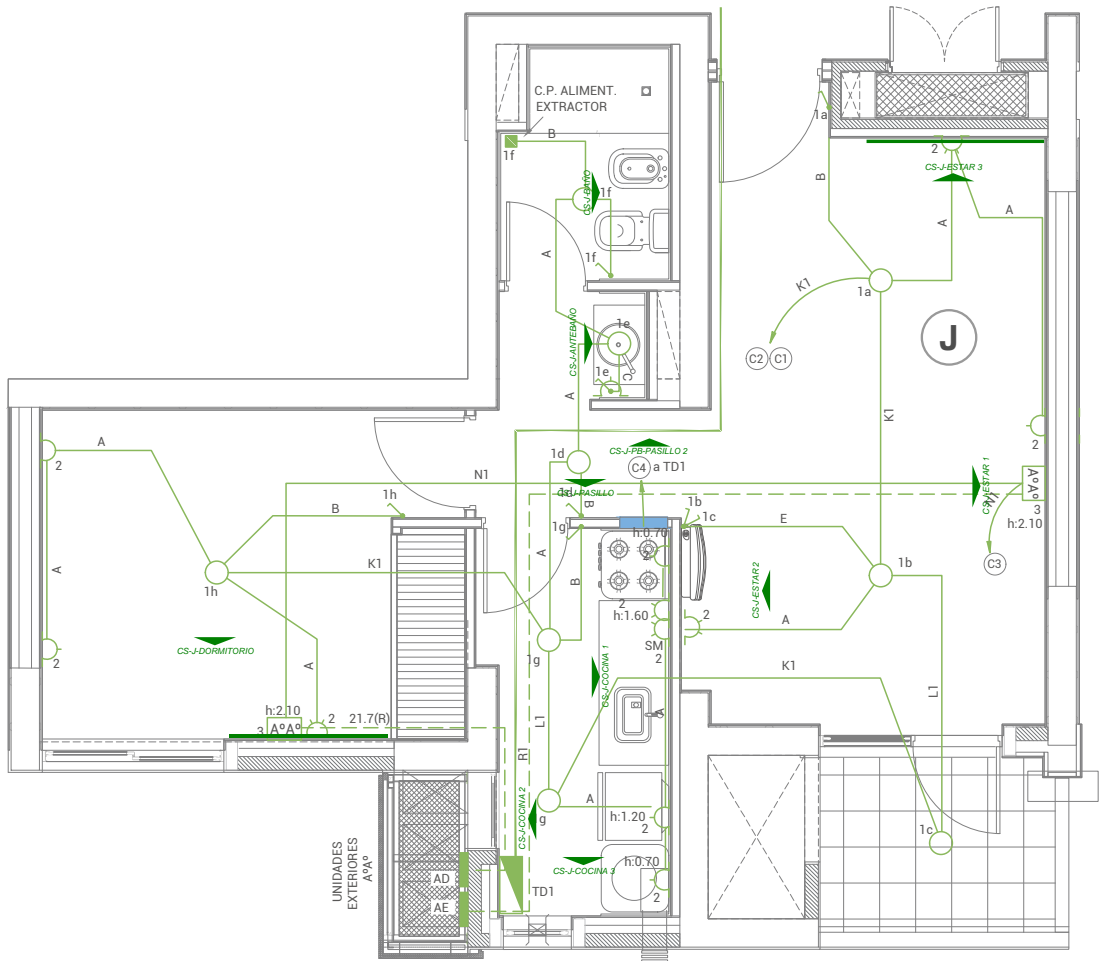 C.P. ALIMENT.
EXTRACTOR
B
1f
CS-J-BAÑO
1f
1f
A
1a
B
2
CS-J-ESTAR 3
A
A
K1
1a
C2
C1
J
1e
CS-J-ANTEBAÑO
1e
C
A
K1
2
A
2
1d
CS-J-PB-PASILLO 2
C4 a TD1
N1
CS-J-PASILLO
1d
B
1h
B
1g
h:0.70
2
1b
1c
E
CS-J-ESTAR 1
N1
AºAº
3
h:2.10
C3
A
K1
1h
A
B
2
h:1.60
SM
2
2
CS-J-ESTAR 2
A
1b
A
2
CS-J-DORMITORIO
A
1g
CS-J-COCINA 1
K1
L1
h:2.10
3
AºAº
2
21.7(R)
L1
R1
A
CS-J-COCINA 2
g
A
h:1.20
2
1c
UNIDADES
EXTERIORES
AºAº
AD
AE
TD1
CS-J-COCINA 3
h:0.70
2